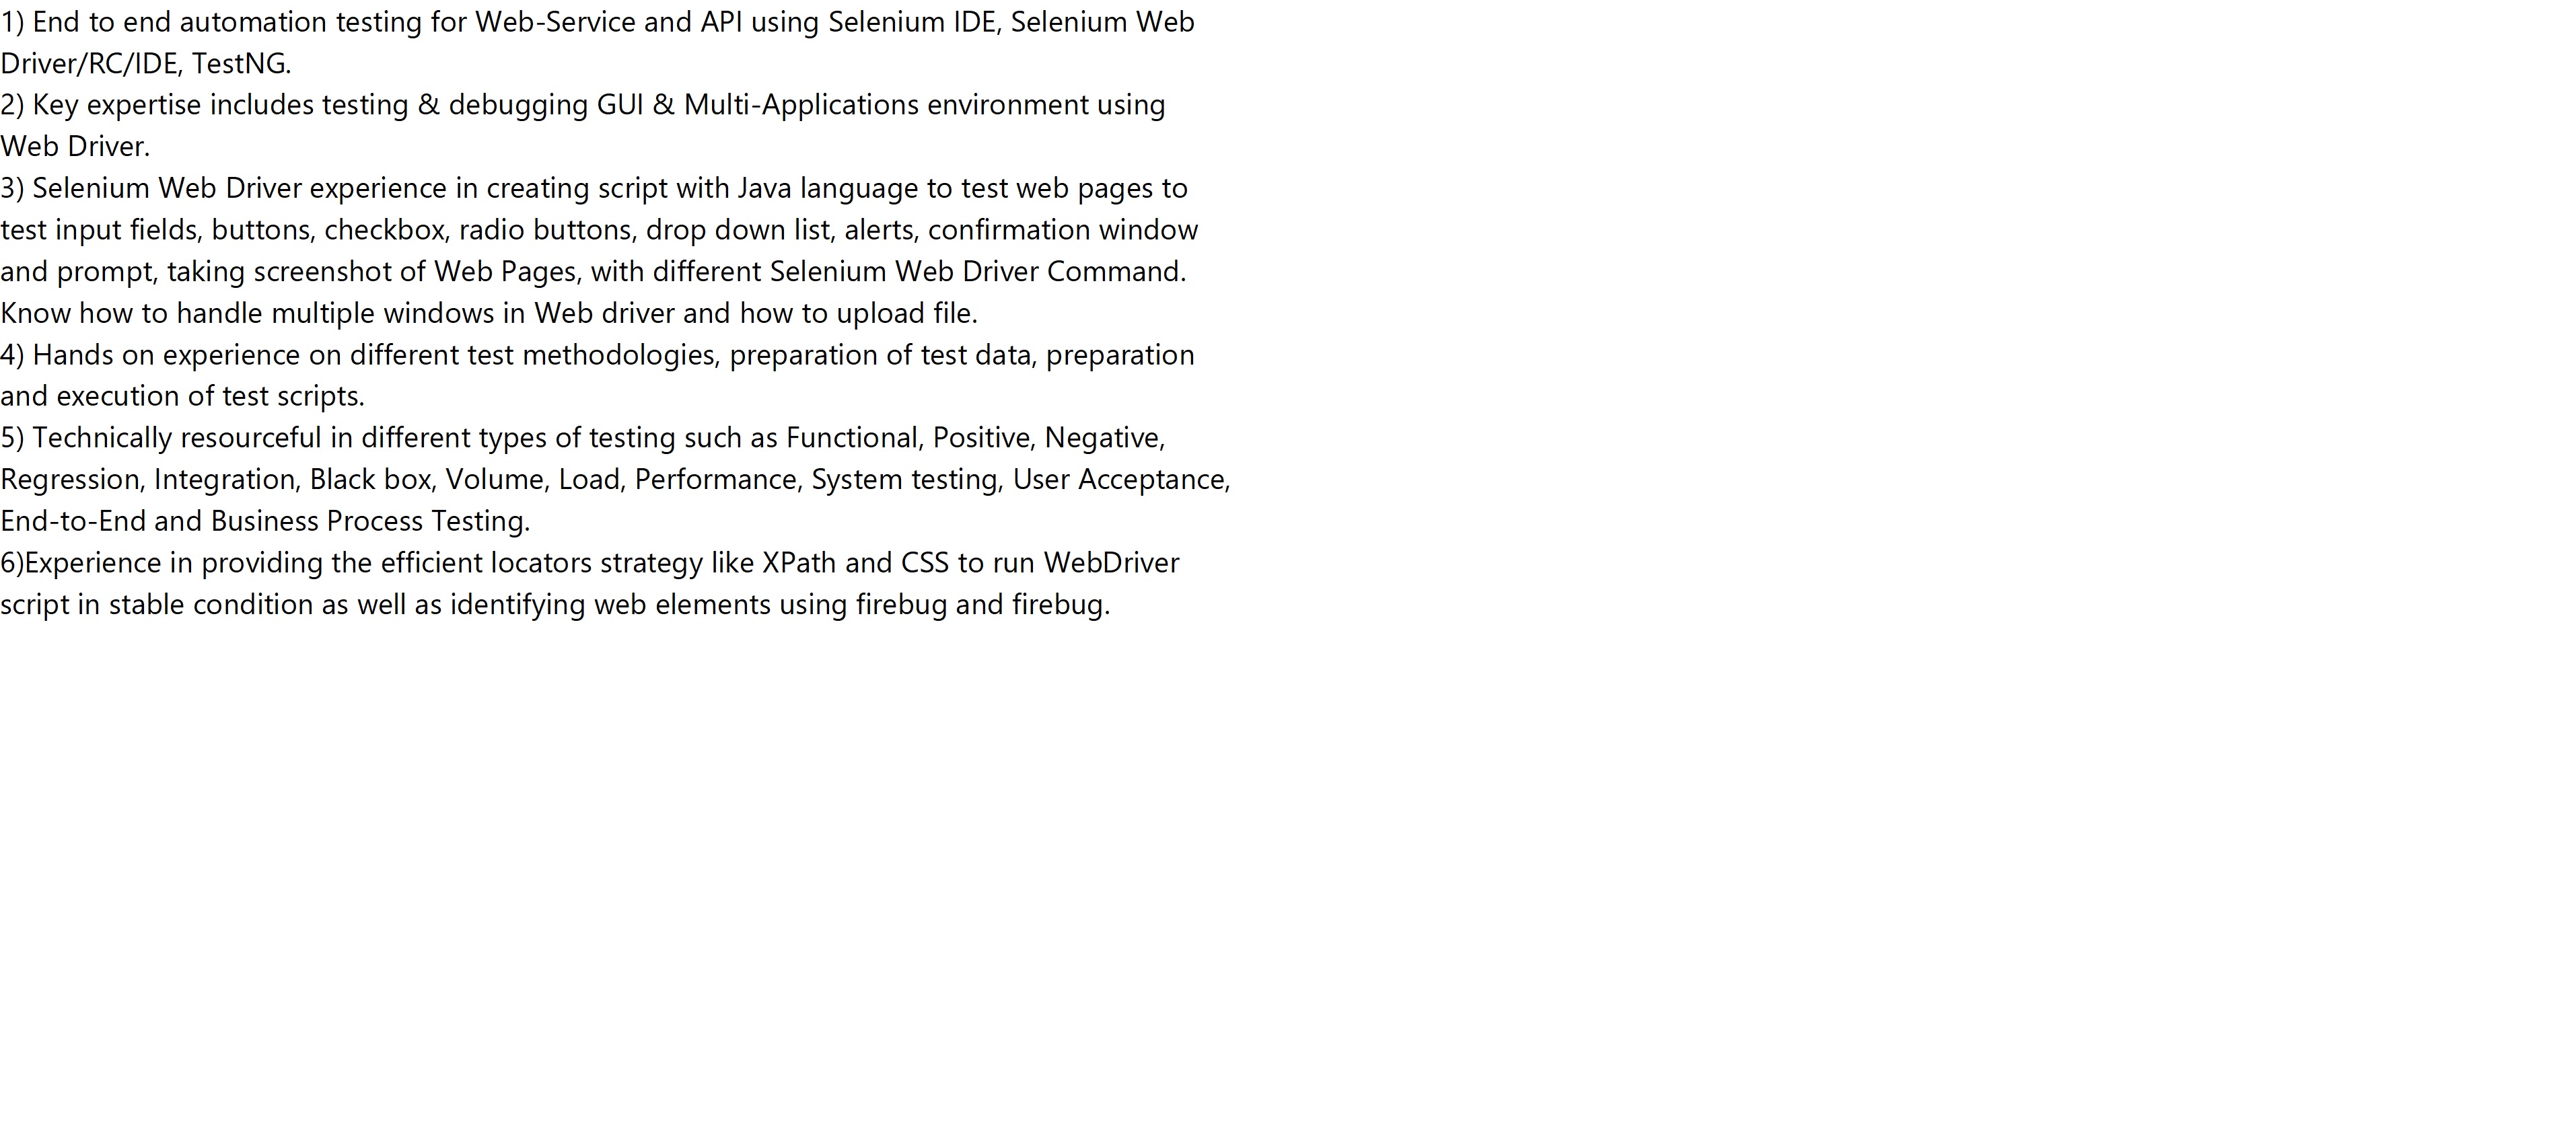 1) End to end automation testing for Web-Service and API using Selenium IDE, Selenium Web
Driver/RC/IDE, TestNG.
2) Key expertise includes testing & debugging GUI & Multi-Applications environment using
Web Driver.
3) Selenium Web Driver experience in creating script with Java language to test web pages to
test input fields, buttons, checkbox, radio buttons, drop down list, alerts, confirmation window
and prompt, taking screenshot of Web Pages, with different Selenium Web Driver Command.
Know how to handle multiple windows in Web driver and how to upload file.
4) Hands on experience on different test methodologies, preparation of test data, preparation
and execution of test scripts.
5) Technically resourceful in different types of testing such as Functional, Positive, Negative,
Regression, Integration, Black box, Volume, Load, Performance, System testing, User Acceptance,
End-to-End and Business Process Testing.
6)Experience in providing the efficient locators strategy like XPath and CSS to run WebDriver
script in stable condition as well as identifying web elements using firebug and firebug.